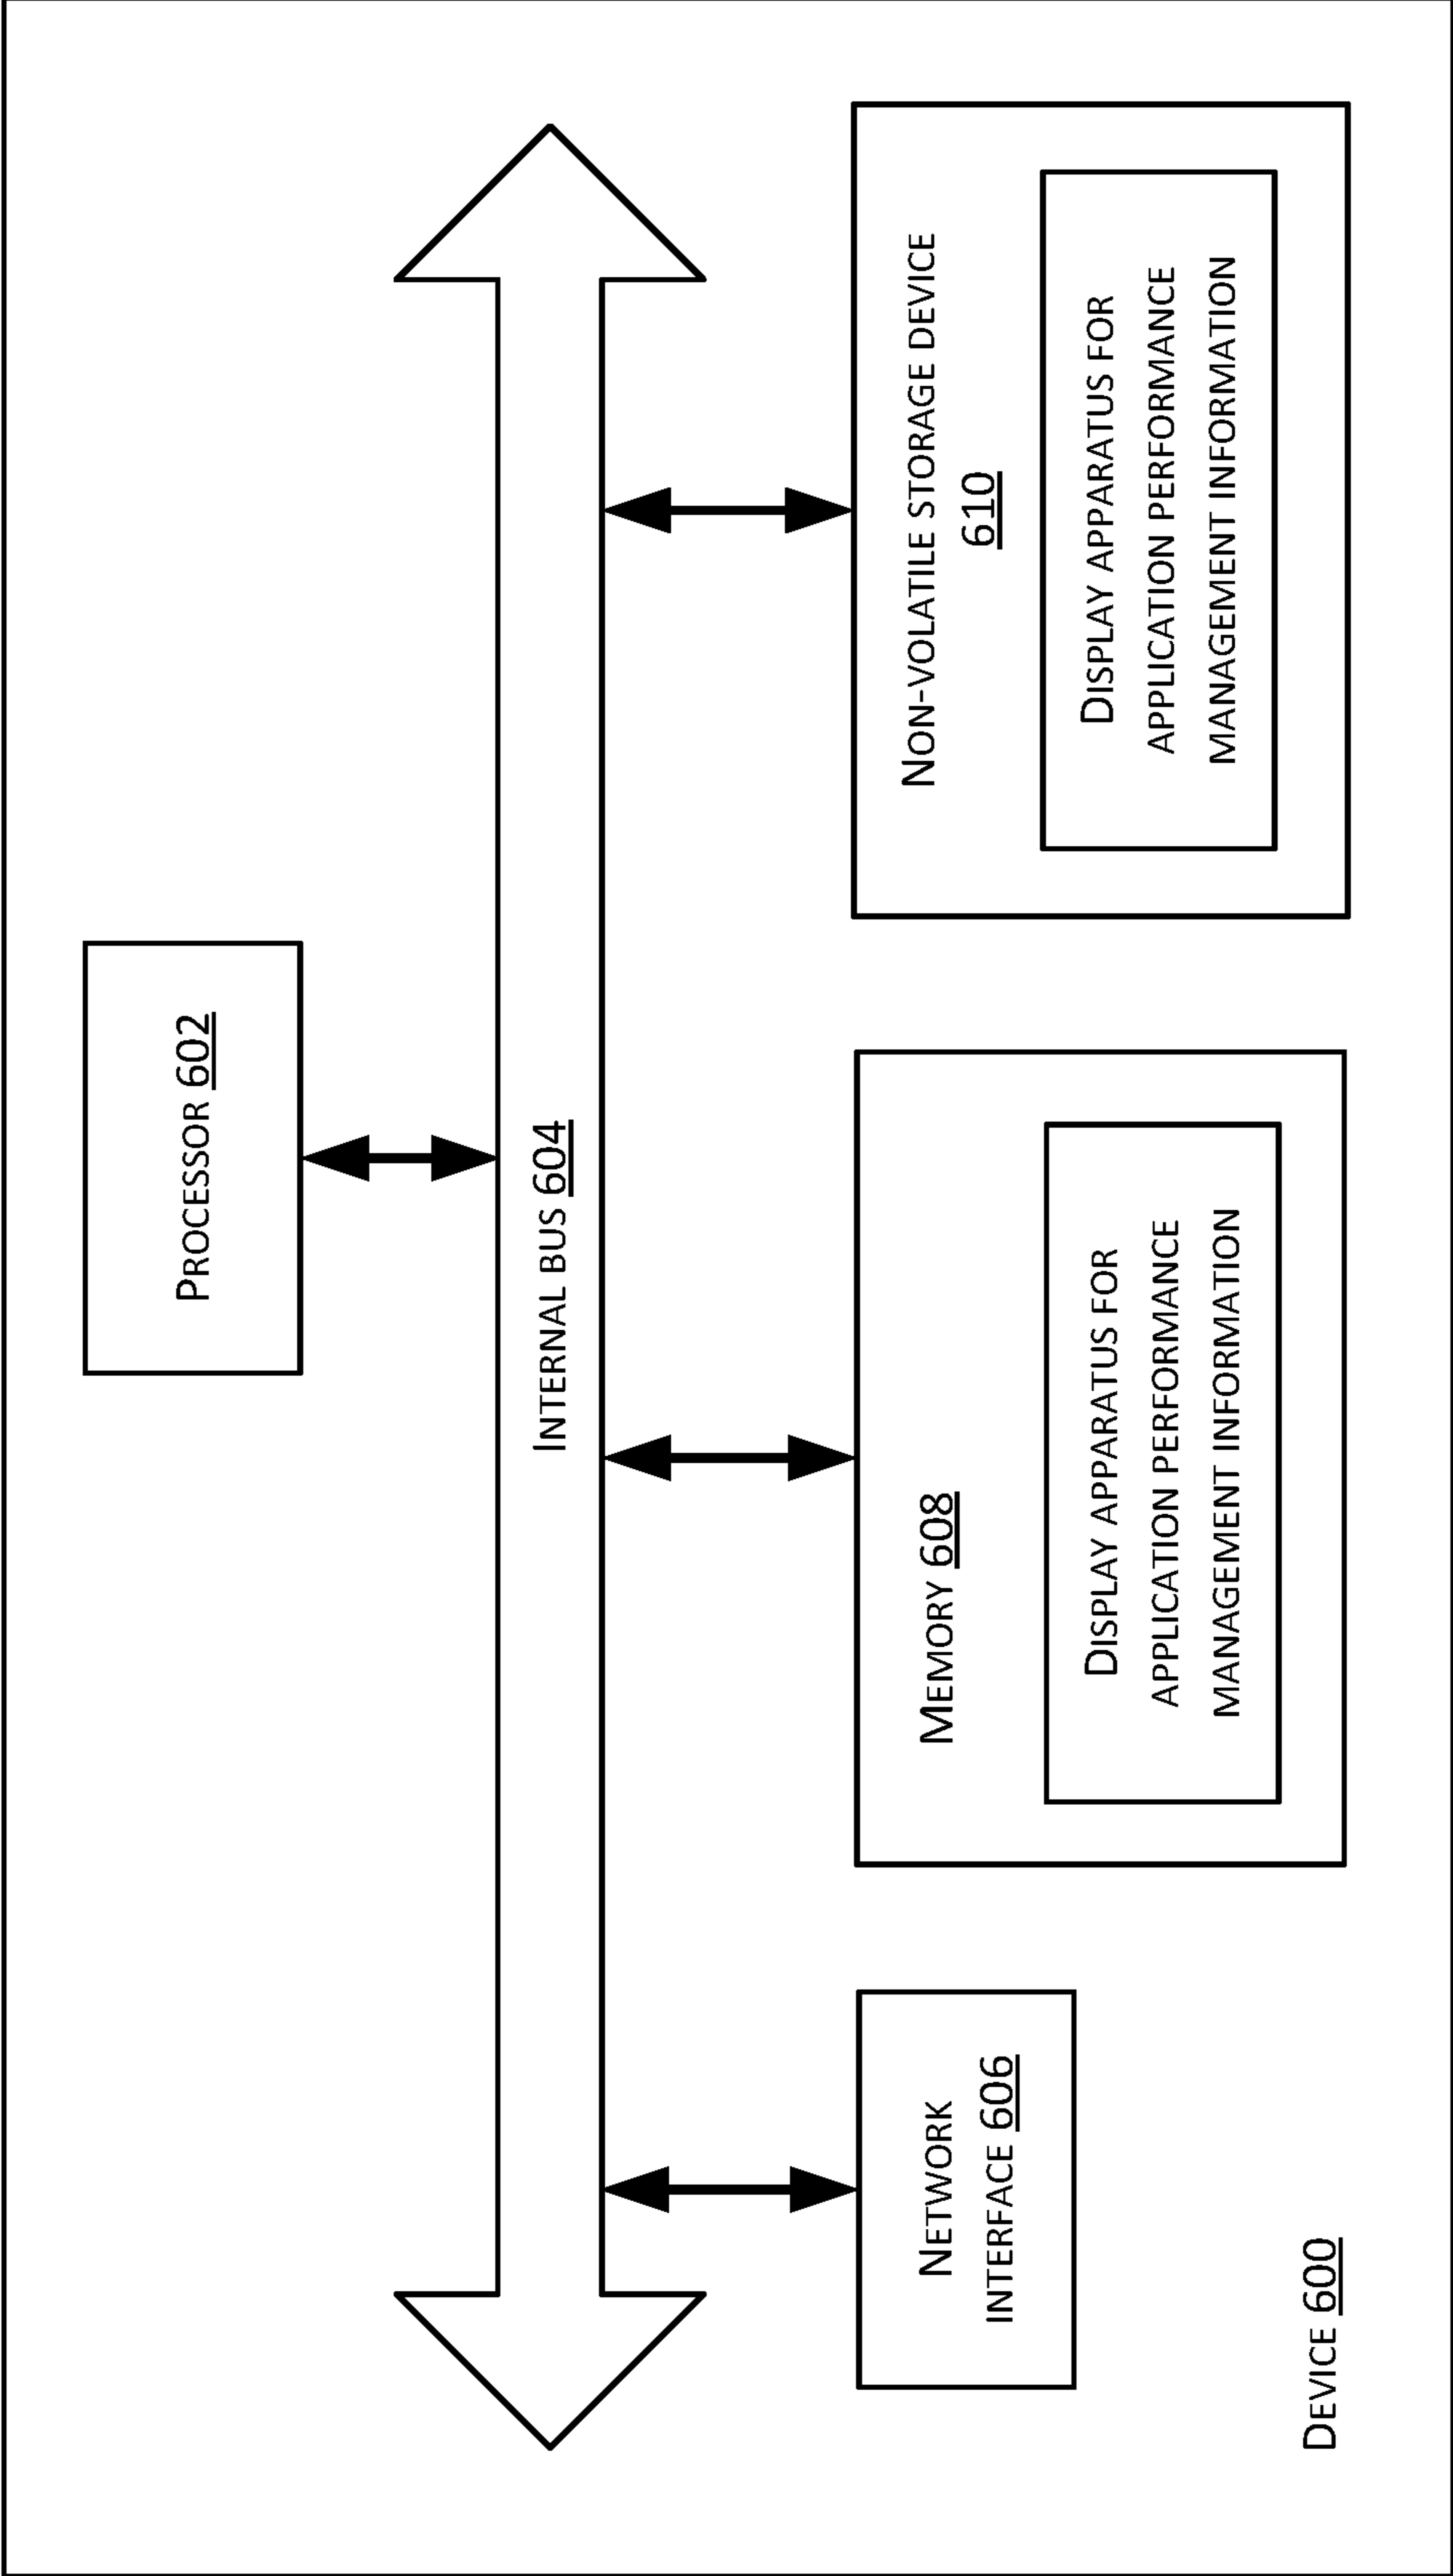 PROCESSOR 602
INTERNAL BUS 604
NETWORK
INTERFACE 606
MEMORY 608
DISPLAY APPARATUS FOR
APPLICATION PERFORMANCE
MANAGEMENT INFORMATION
NON-VOLATILE STORAGE DEVICE
610
DISPLAY APPARATUS FOR
APPLICATION PERFORMANCE
MANAGEMENT INFORMATION
DEVICE 600